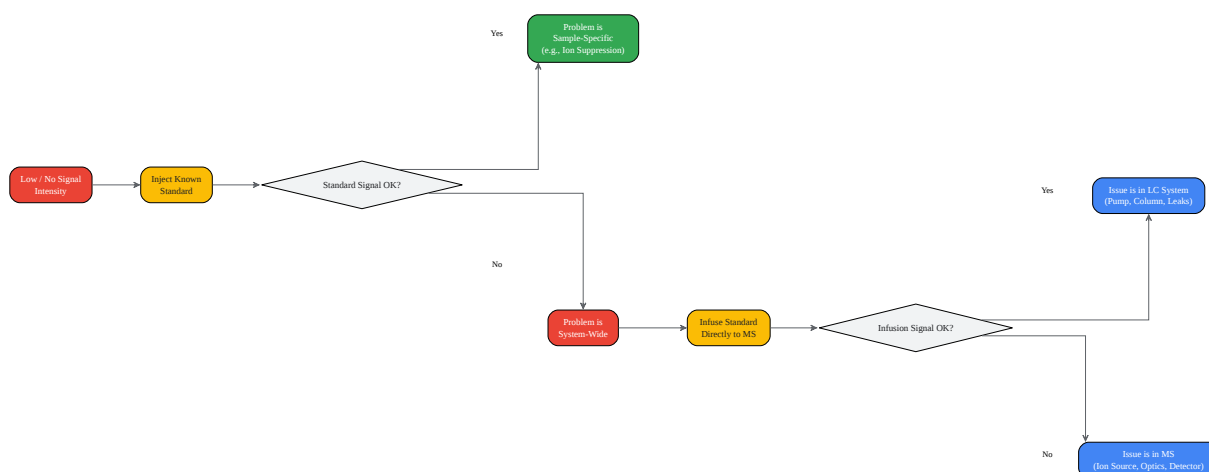 Problem is
Sample-Specific
(e.g., Ion Suppression)
Yes
Low / No Signal
Intensity
Inject Known
Standard
Standard Signal OK?
Yes
Issue is in LC System
(Pump, Column, Leaks)
No
Problem is
System-Wide
Infuse Standard
Directly to MS
Infusion Signal OK?
No
Issue is in MS
(Ion Source, Optics, Detector)